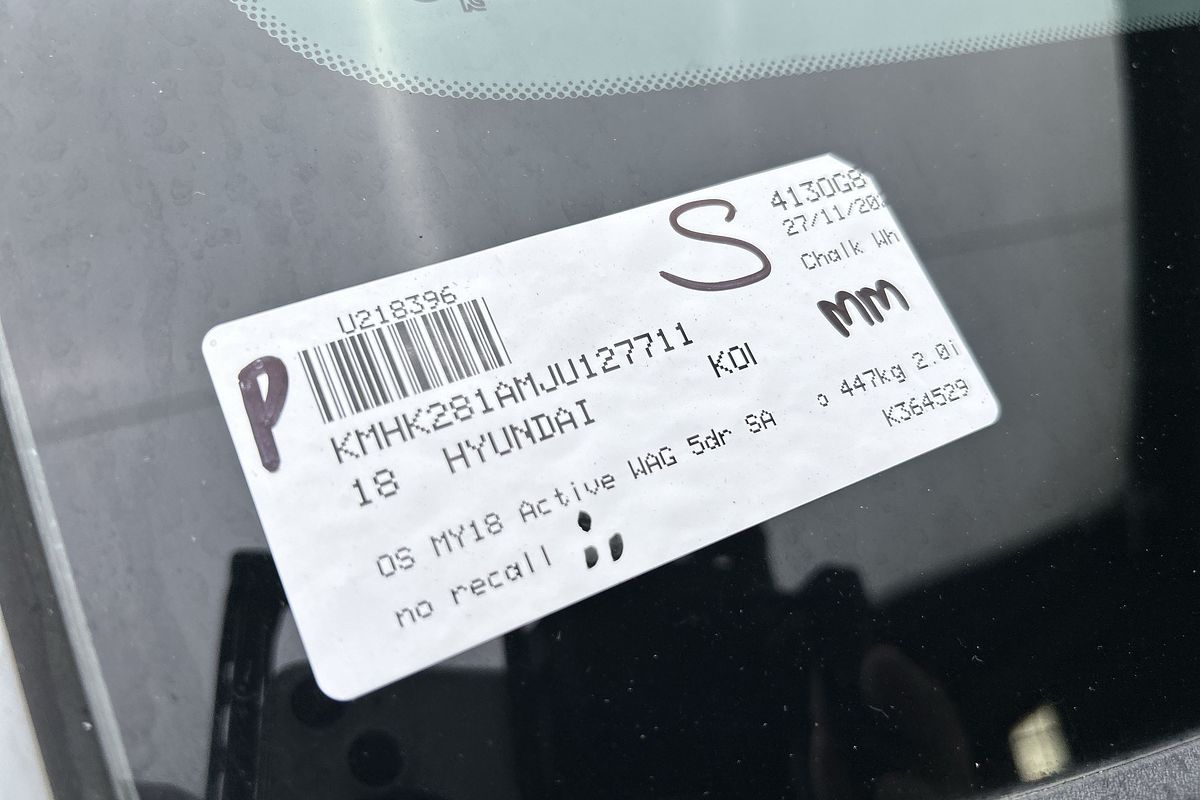 U218396
P
S
4130G8
27/11/20
Chalk Wh
MM
KMHK281AMJU127711
KOI
18 HYUNDAI
447kg 2.0i
K364529
OS MY18 Active WAG 5dr SA
no recall